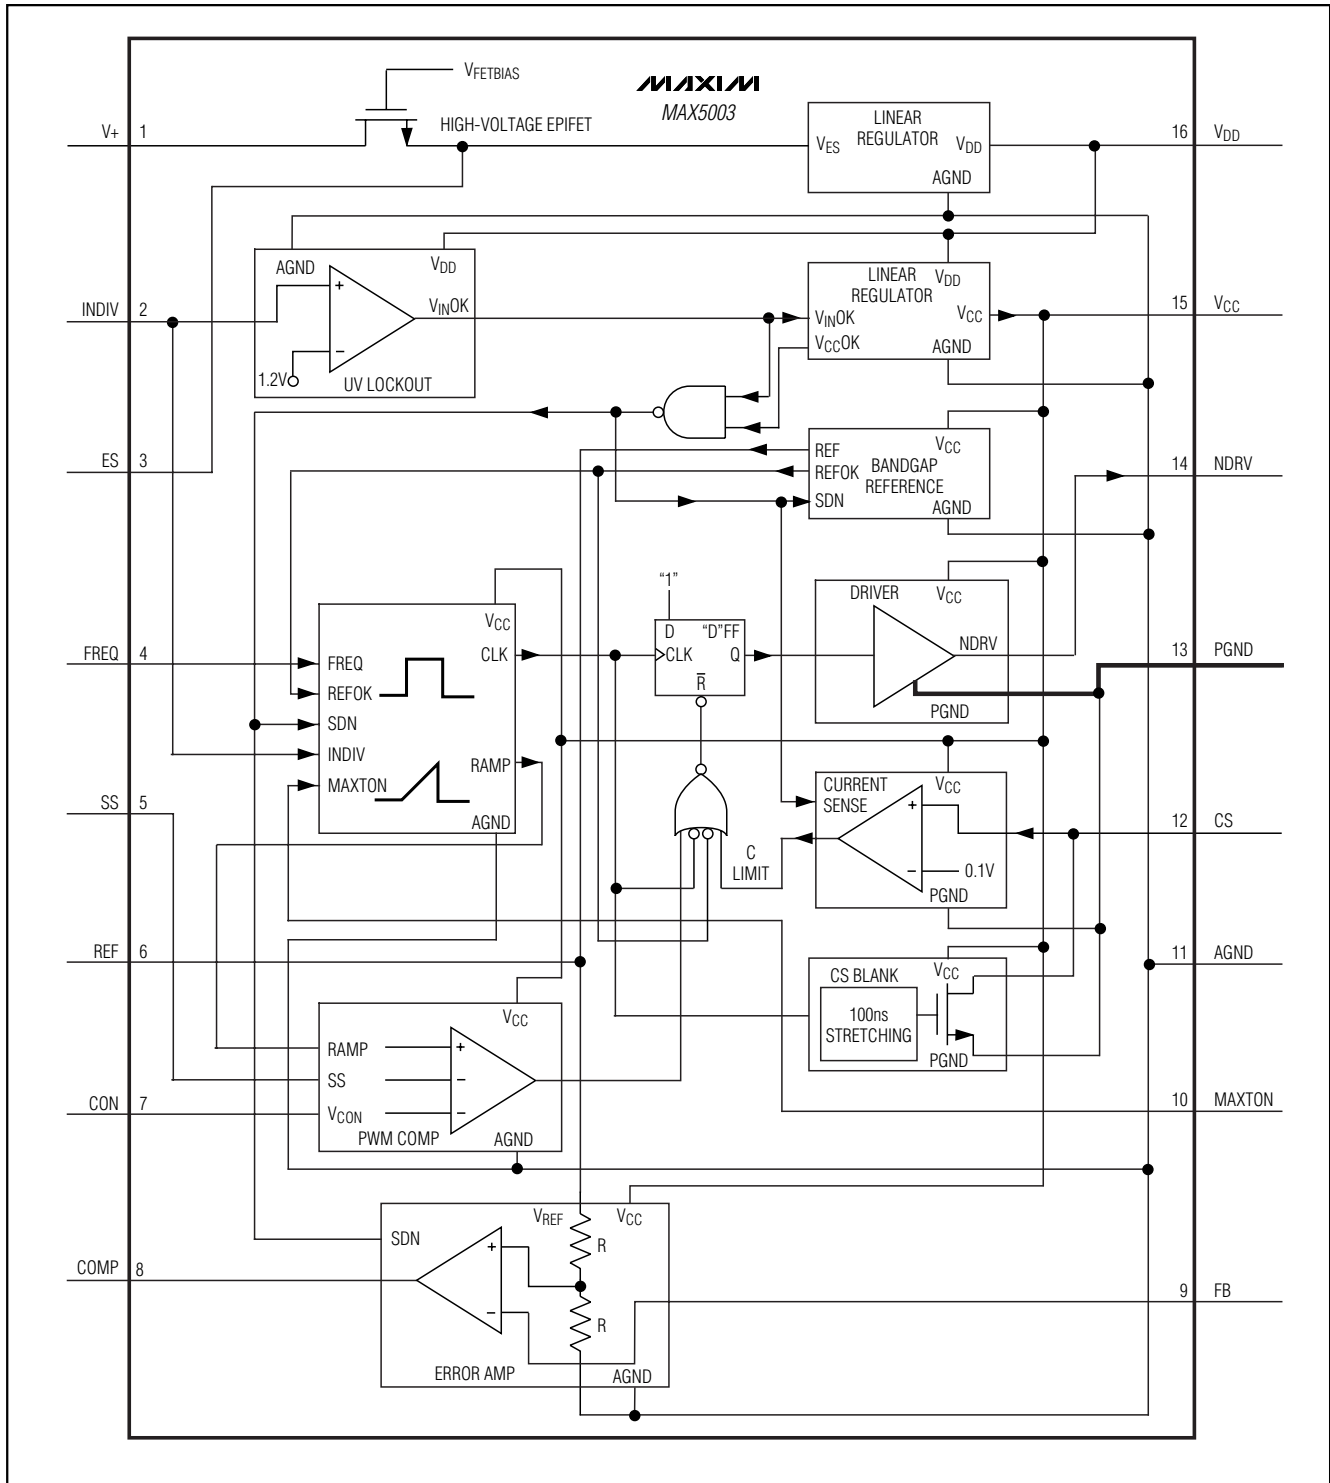 VFETBIAS
MAXIM
MAX5003
HIGH-VOLTAGE EPIFET
V+ 1
LINEAR
REGULATOR
VES
VDD
AGND
16 VDD
AGND
VDD
INDIV 2
+
VINOK
−
1.2V
UV LOCKOUT
LINEAR
REGULATOR
VDD
VINOK
VCC
VCCOK
AGND
15 VCC
ES 3
REF
VCC
REFOK
BANDGAP
REFERENCE
SDN
AGND
14 NDRV
"1"
D "D"FF
CLK Q
R
VCC
CLK
FREQ 4
FREQ
REFOK
SDN
INDIV
RAMP
MAXTON
AGND
DRIVER
VCC
NDRV
PGND
13 PGND
SS 5
CURRENT
SENSE
VCC
+
−
0.1V
PGND
C
LIMIT
12 CS
REF 6
CS BLANK
VCC
100ns
STRETCHING
PGND
11 AGND
VCC
RAMP +
SS −
VCON −
PWM COMP
AGND
CON 7
10 MAXTON
VREF
VCC
SDN
+
R
−
R
ERROR AMP
AGND
COMP 8
9 FB